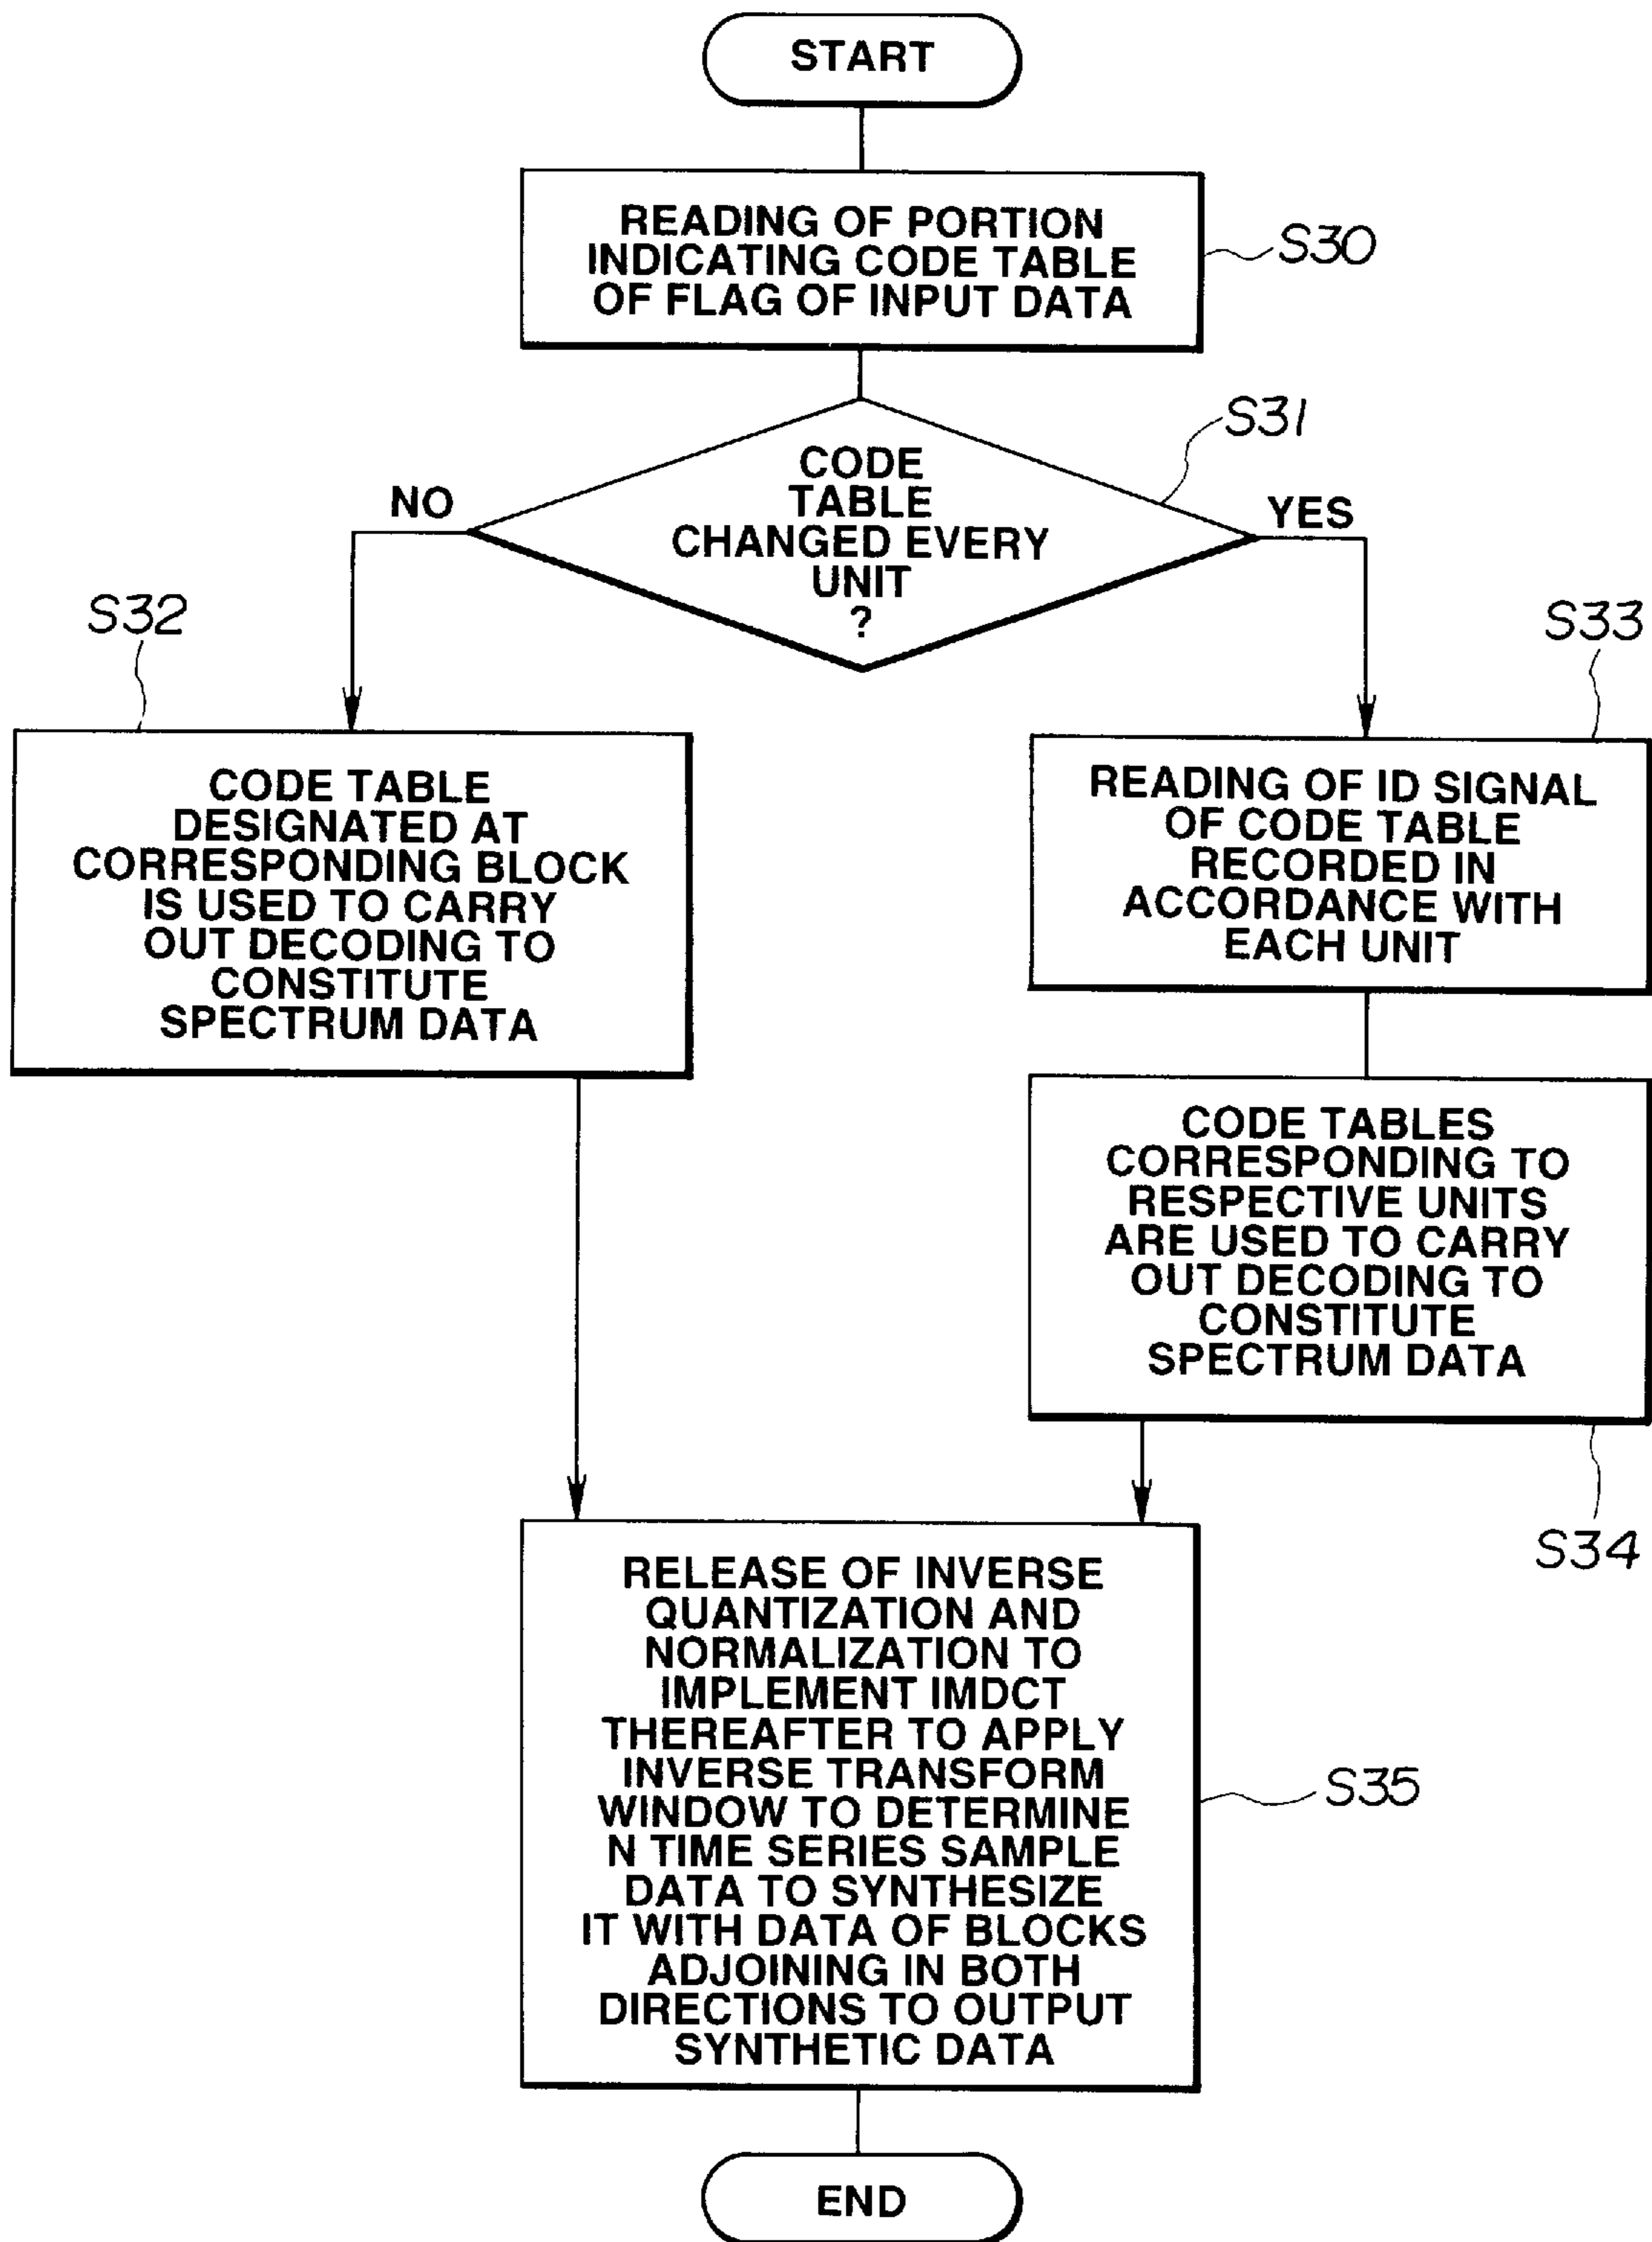 START
READING OF PORTION
INDICATING CODE TABLE
OF FLAG OF INPUT DATA
S30
S31
CODE
TABLE
CHANGED EVERY
UNIT
?
NO
YES
S32
CODE TABLE
DESIGNATED AT
CORRESPONDING BLOCK
IS USED TO CARRY
OUT DECODING TO
CONSTITUTE
SPECTRUM DATA
S33
READING OF ID SIGNAL
OF CODE TABLE
RECORDED IN
ACCORDANCE WITH
EACH UNIT
CODE TABLES
CORRESPONDING TO
RESPECTIVE UNITS
ARE USED TO CARRY
OUT DECODING TO
CONSTITUTE
SPECTRUM DATA
S34
RELEASE OF INVERSE
QUANTIZATION AND
NORMALIZATION TO
IMPLEMENT IMDCT
THEREAFTER TO APPLY
INVERSE TRANSFORM
WINDOW TO DETERMINE
N TIME SERIES SAMPLE
DATA TO SYNTHESIZE
IT WITH DATA OF BLOCKS
ADJOINING IN BOTH
DIRECTIONS TO OUTPUT
SYNTHETIC DATA
S35
END